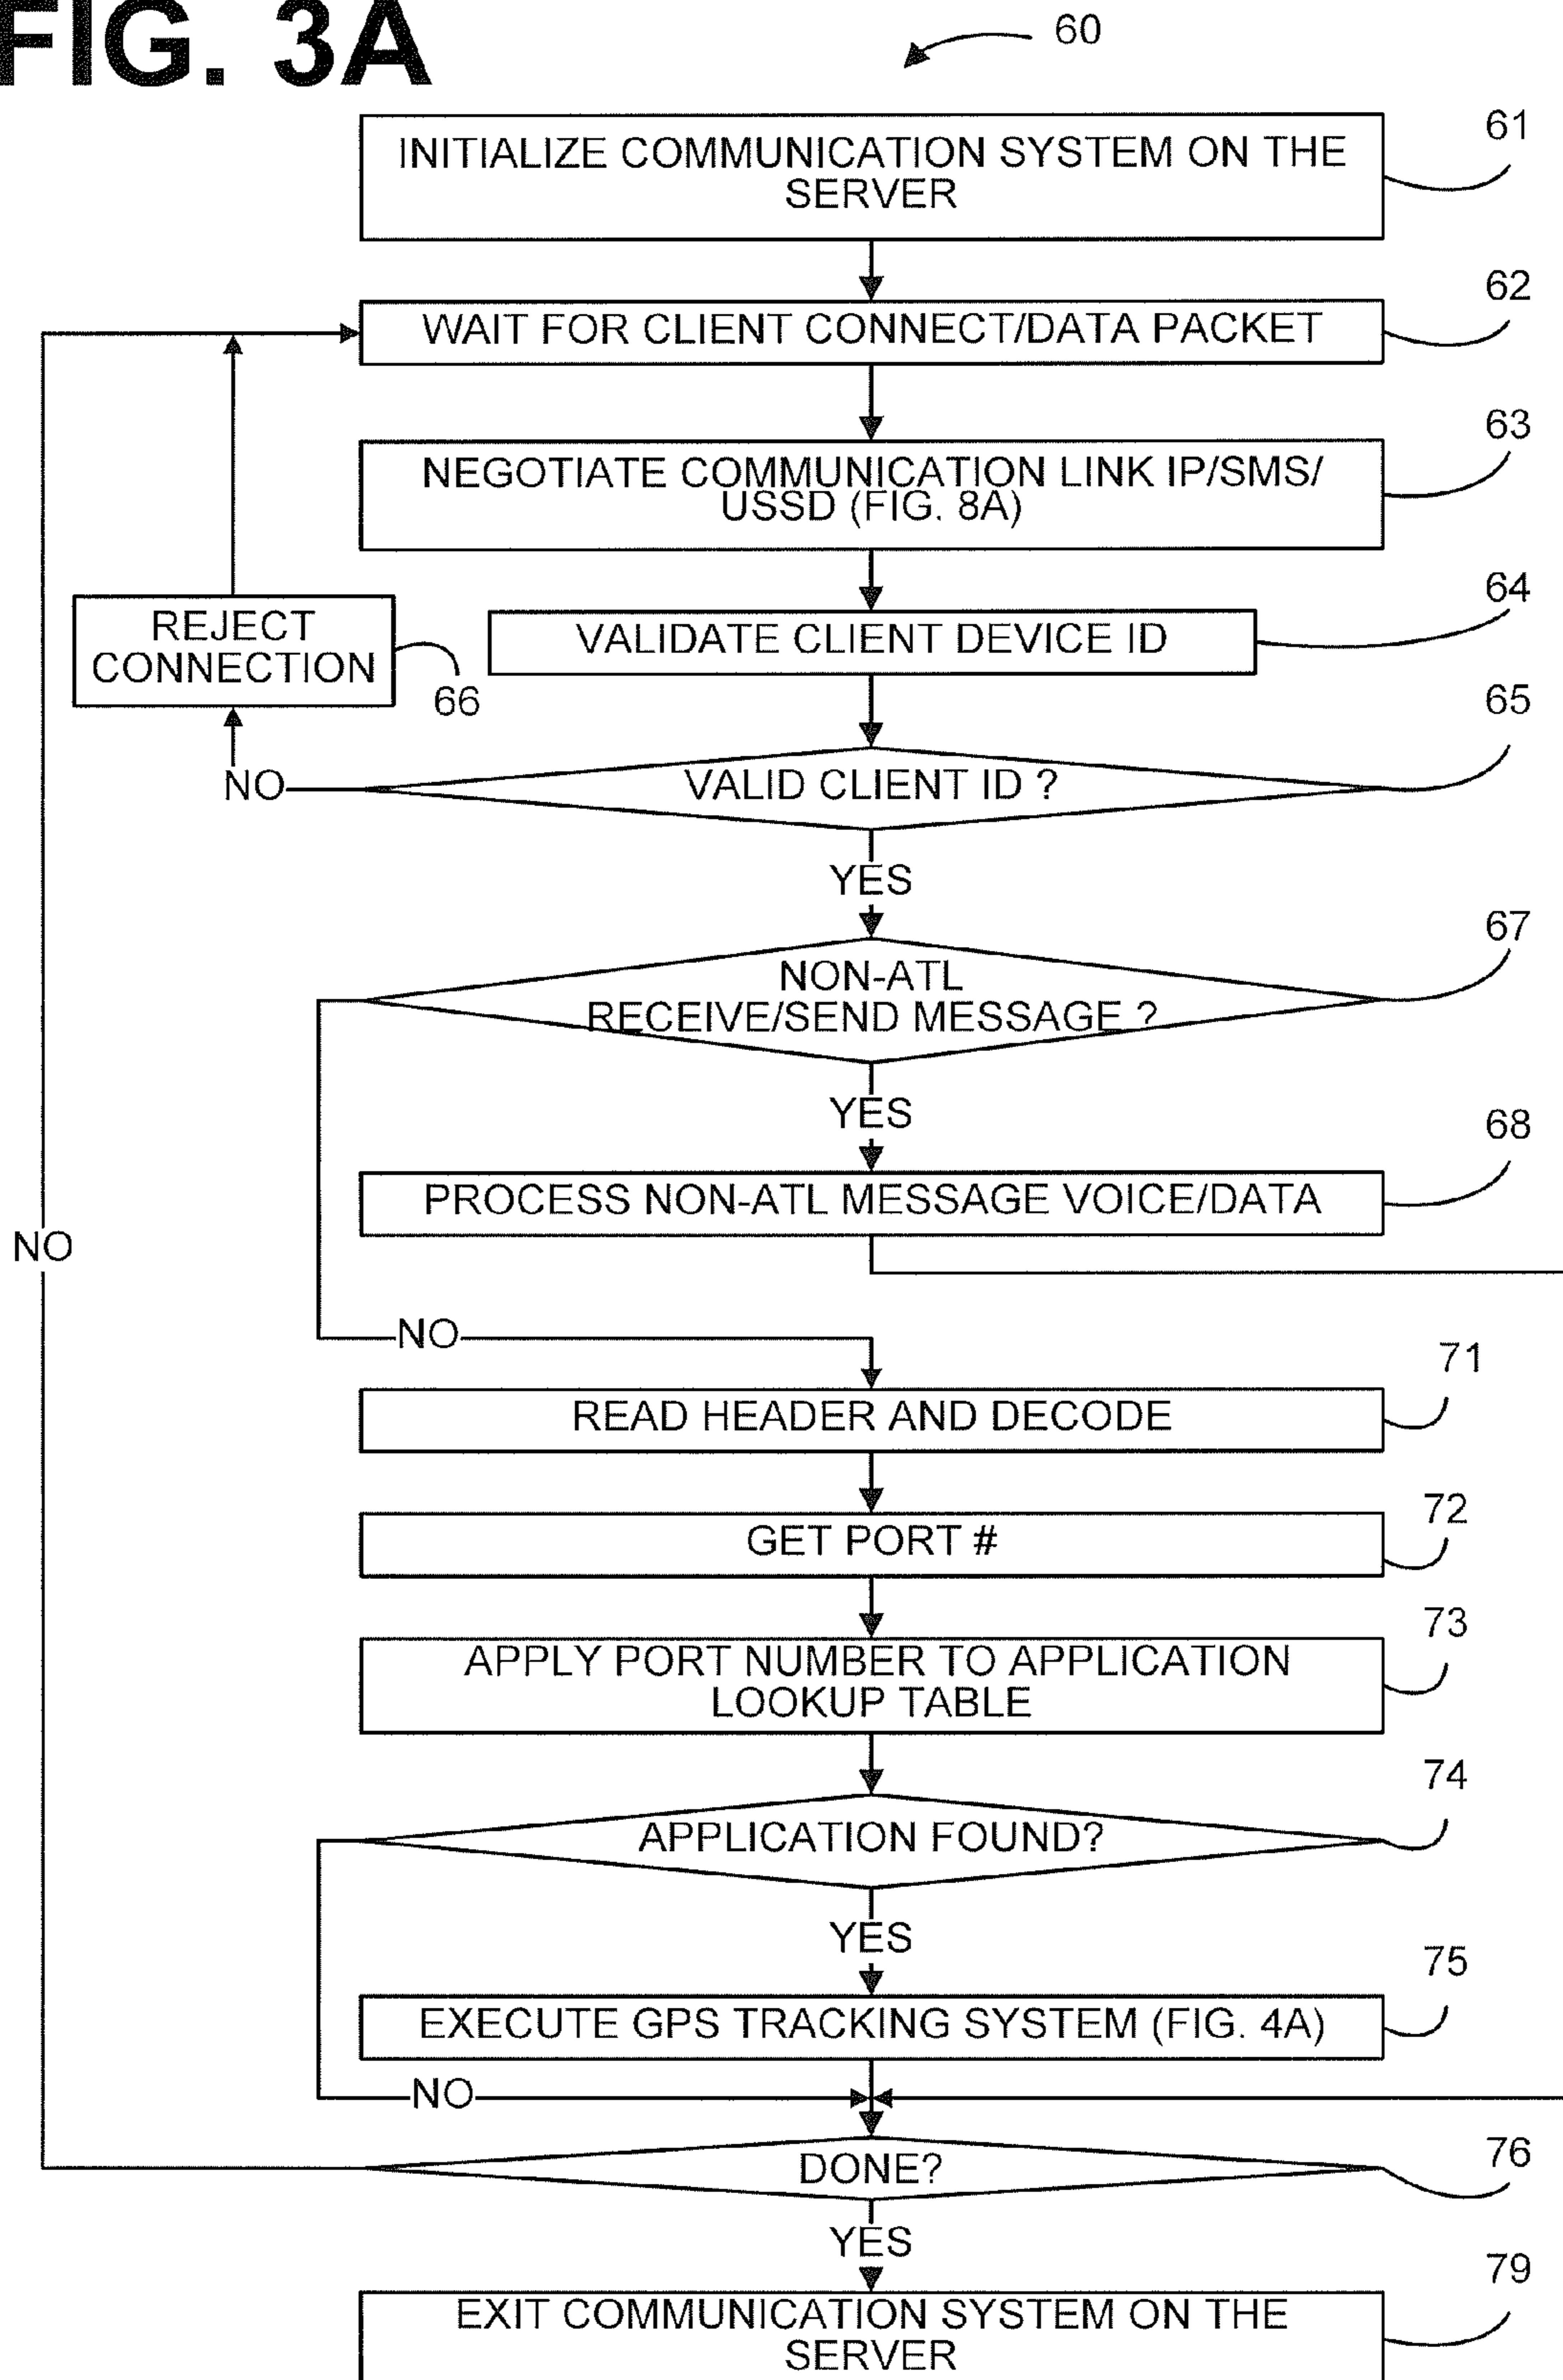 FIG. 3A
60
INITIALIZE COMMUNICATION SYSTEM ON THE
SERVER
61
WAIT FOR CLIENT CONNECT/DATA PACKET
62
NEGOTIATE COMMUNICATION LINK IP/SMS/
USSD (FIG. 8A)
63
REJECT
CONNECTION
66
VALIDATE CLIENT DEVICE ID
64
NO
VALID CLIENT ID ?
65
YES
NON-ATL
RECEIVE/SEND MESSAGE ?
67
YES
PROCESS NON-ATL MESSAGE VOICE/DATA
68
NO
NO
READ HEADER AND DECODE
71
GET PORT #
72
APPLY PORT NUMBER TO APPLICATION
LOOKUP TABLE
73
APPLICATION FOUND?
74
YES
EXECUTE GPS TRACKING SYSTEM (FIG. 4A)
75
NO
DONE?
76
YES
EXIT COMMUNICATION SYSTEM ON THE
SERVER
79